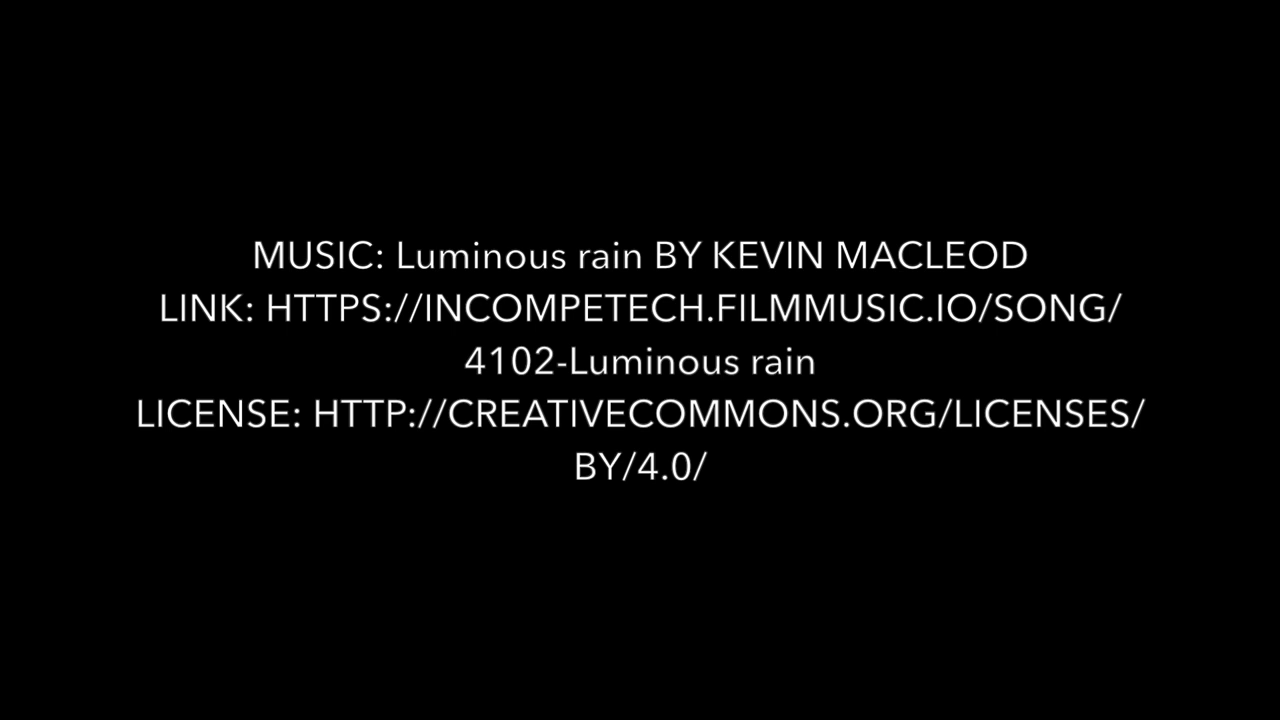 MUSIC: Luminous rain BY KEVIN MACLEOD
LINK: HTTPS://INCOMPETECH.FILMMUSIC.IO/SONG/
4102-Luminous rain
LICENSE: HTTP://CREATIVECOMMONS.ORG/LICENSES/
BY/4.0/